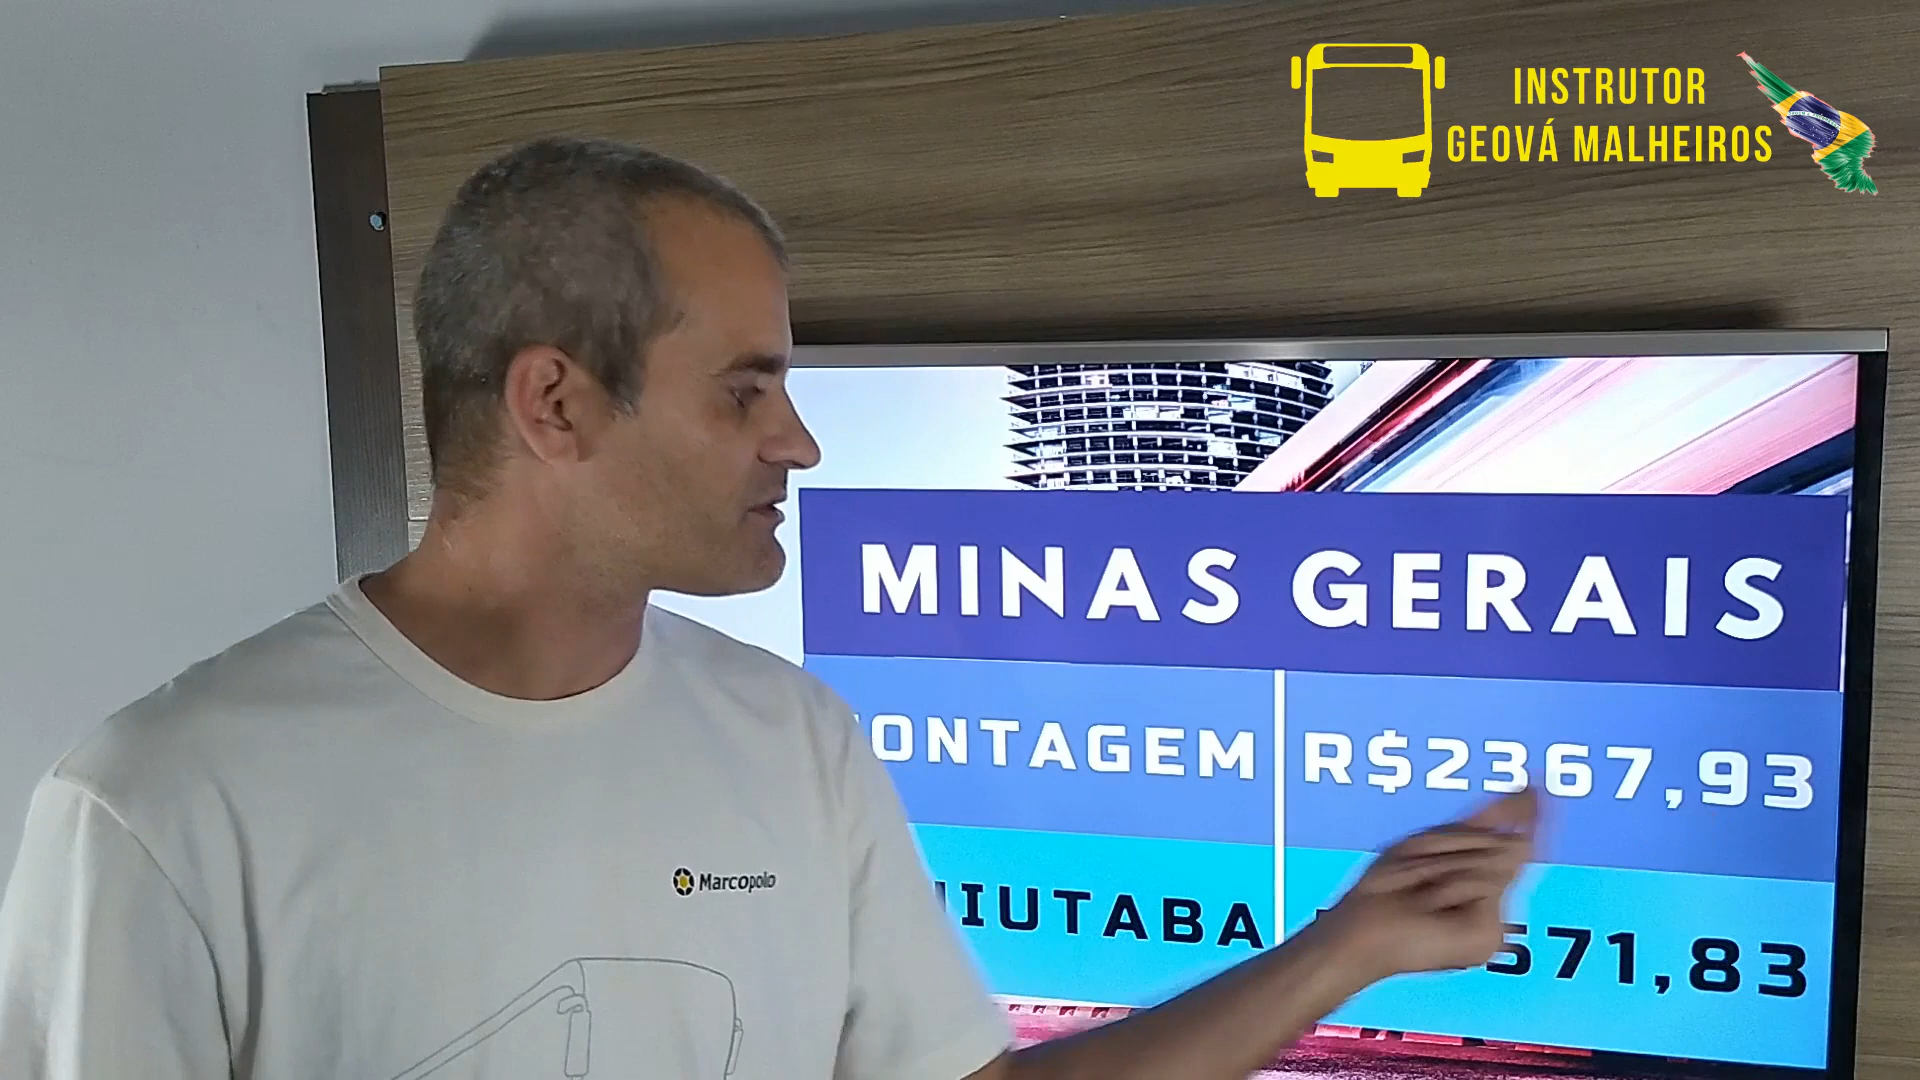 INSTRUTOR
GEOVÁ MALHEIROS
MINAS GERAIS
ONTAGEM R$2367,93
IUTABA 571,83
Marcopolo